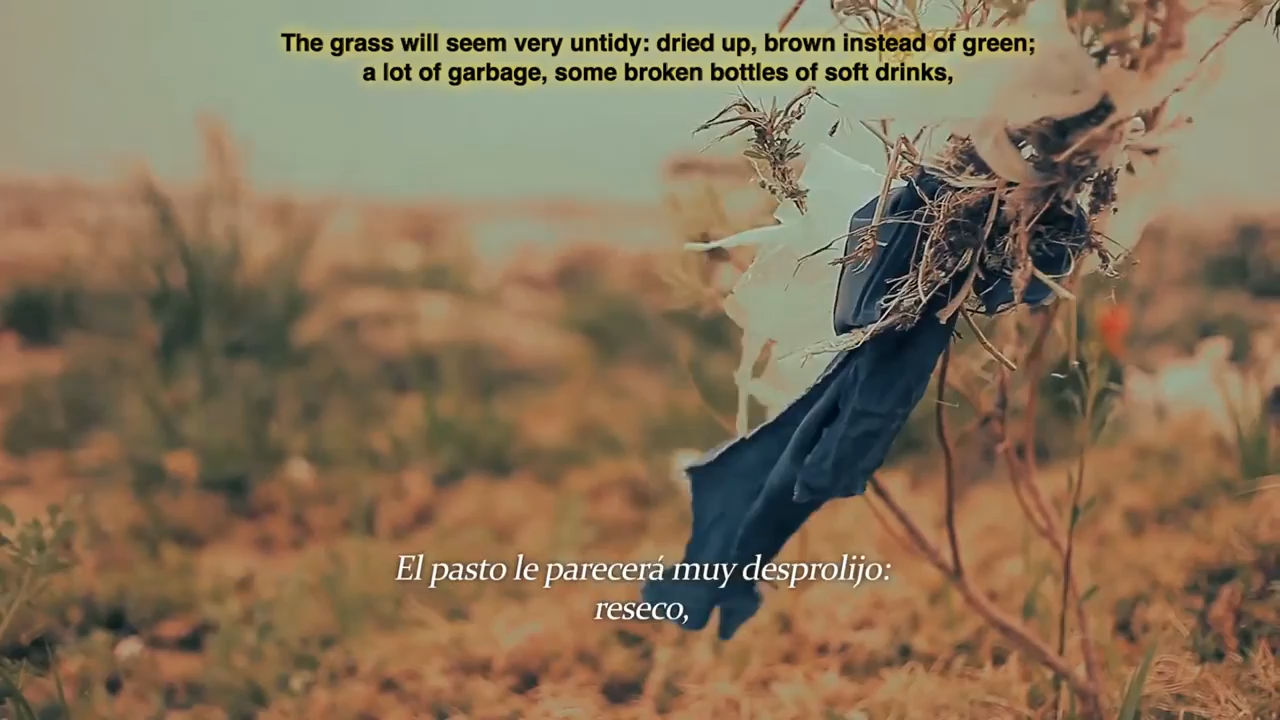 The grass will seem very untidy: dried up, brown instead of green;
a lot of garbage, some broken bottles of soft drinks,
El pasto le parecerá muy desprolijo:
reseco,